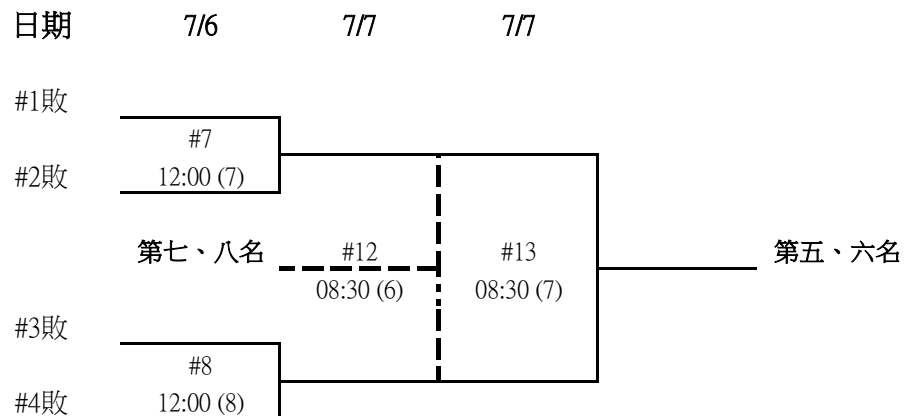 日期 7/6 7/7 7/7
#1敗
#7
#2敗 12:00 (7)
第七、八名 #12 #13 第五、六名
08:30 (6) 08:30 (7)
#3敗
#8
#4敗 12:00 (8)